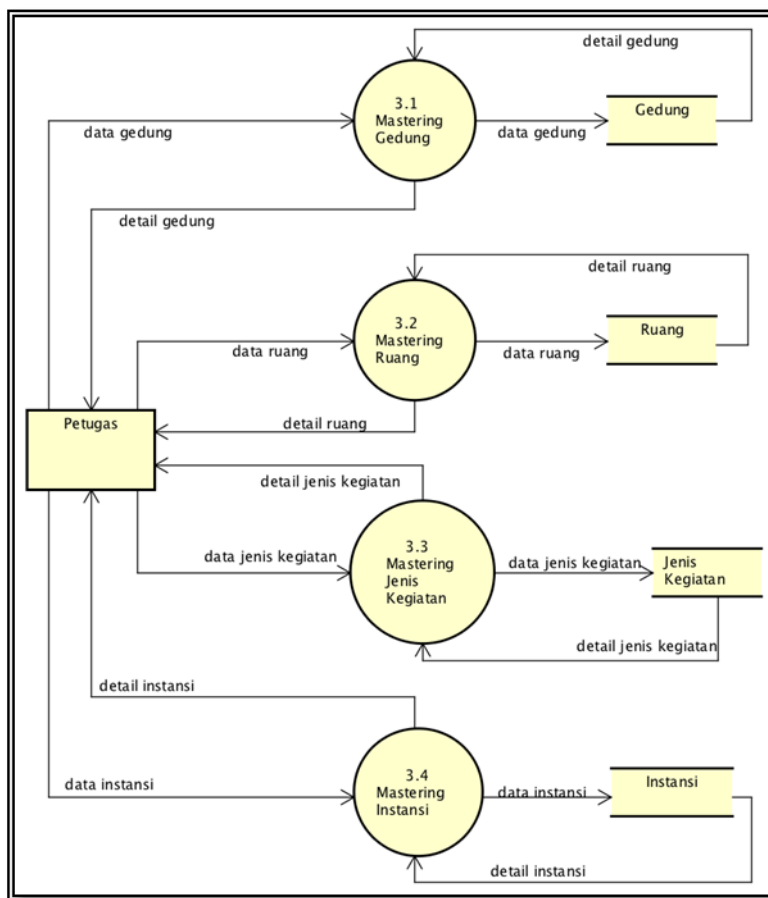 detail gedung
3.1
Mastering
Gedung
Gedung
data gedung
data gedung
detail gedung
detail ruang
3.2
Mastering
Ruang
Ruang
data ruang
data ruang
detail ruang
Petugas
detail jenis kegiatan
3.3
Mastering
Jenis
Kegiatan
data jenis kegiatan
data jenis kegiatan
Jenis
Kegiatan
detail jenis kegiatan
detail instansi
3.4
Mastering
Instansi
Instansi
data instansi
data instansi
detail instansi